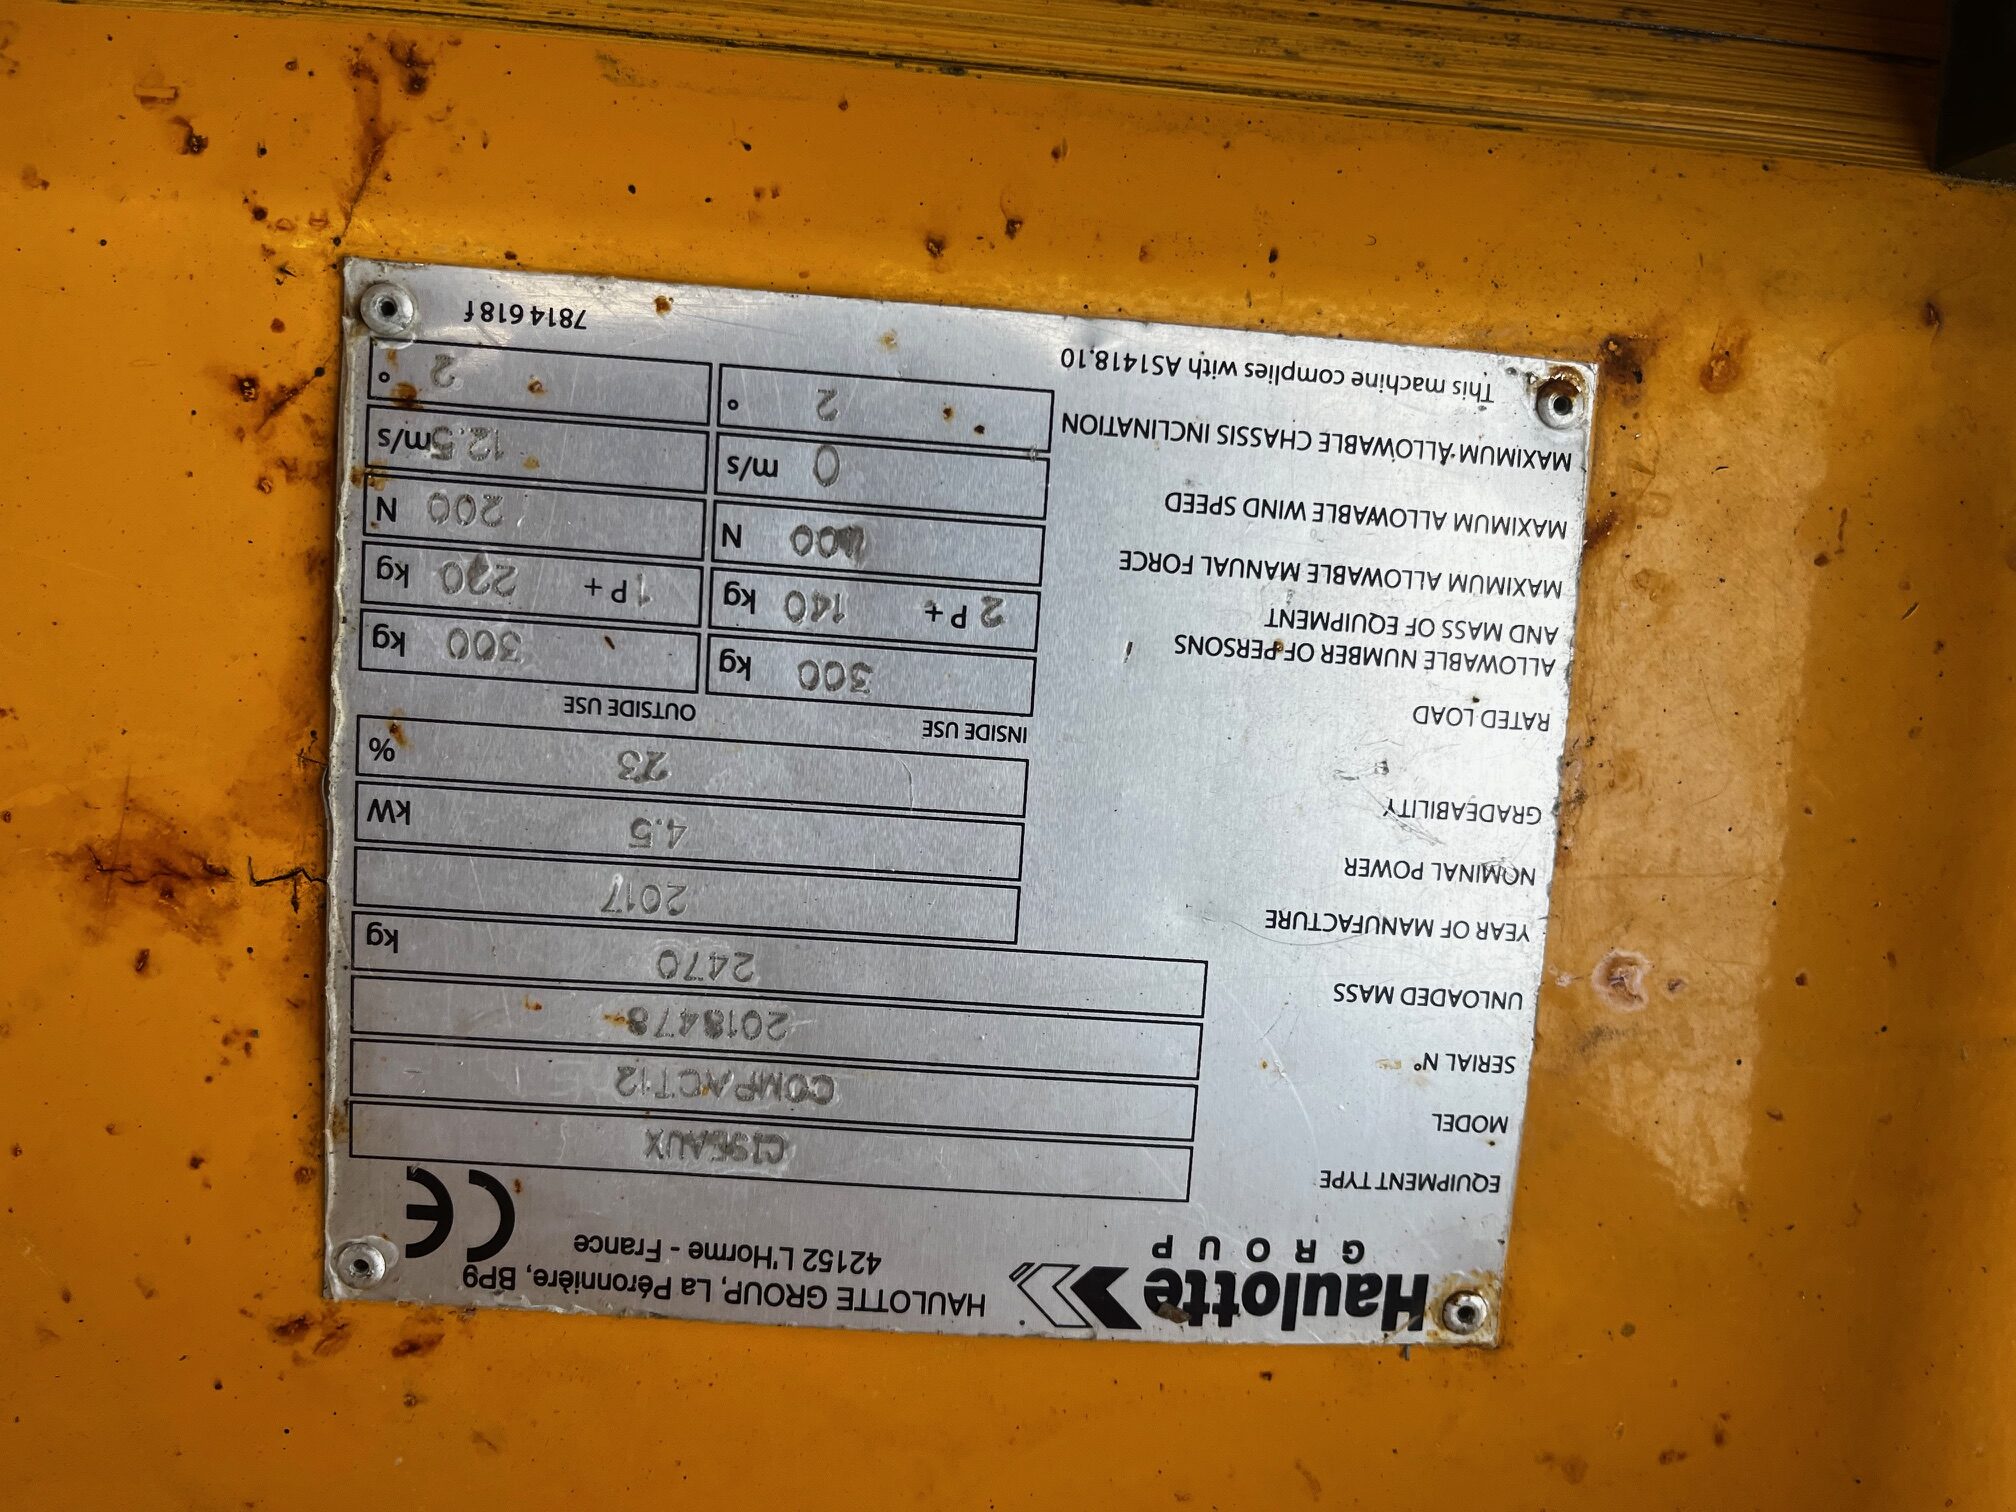 Haulotte
GROUP
HAULOTTE GROUP, La Péronnière, BP9
42152 L'Horme - France
CE
EQUIPMENT TYPE CISEAUX
MODEL COMPACT12
SERIAL N° 2018478
UNLOADED MASS 2470 kg
YEAR OF MANUFACTURE 2017
NOMINAL POWER 4.5 kW
GRADEABILITY 23 %
INSIDE USE OUTSIDE USE
RATED LOAD 300 kg 300 kg
ALLOWABLE NUMBER OF PERSONS
AND MASS OF EQUIPMENT 2 P + 140 kg 1 P + 220 kg
MAXIMUM ALLOWABLE MANUAL FORCE N 200 N
MAXIMUM ALLOWABLE WIND SPEED 0 m/s 12.5 m/s
MAXIMUM ALLOWABLE CHASSIS INCLINATION 2 ° 2 °
This machine complies with AS1418.10
7814 618 f